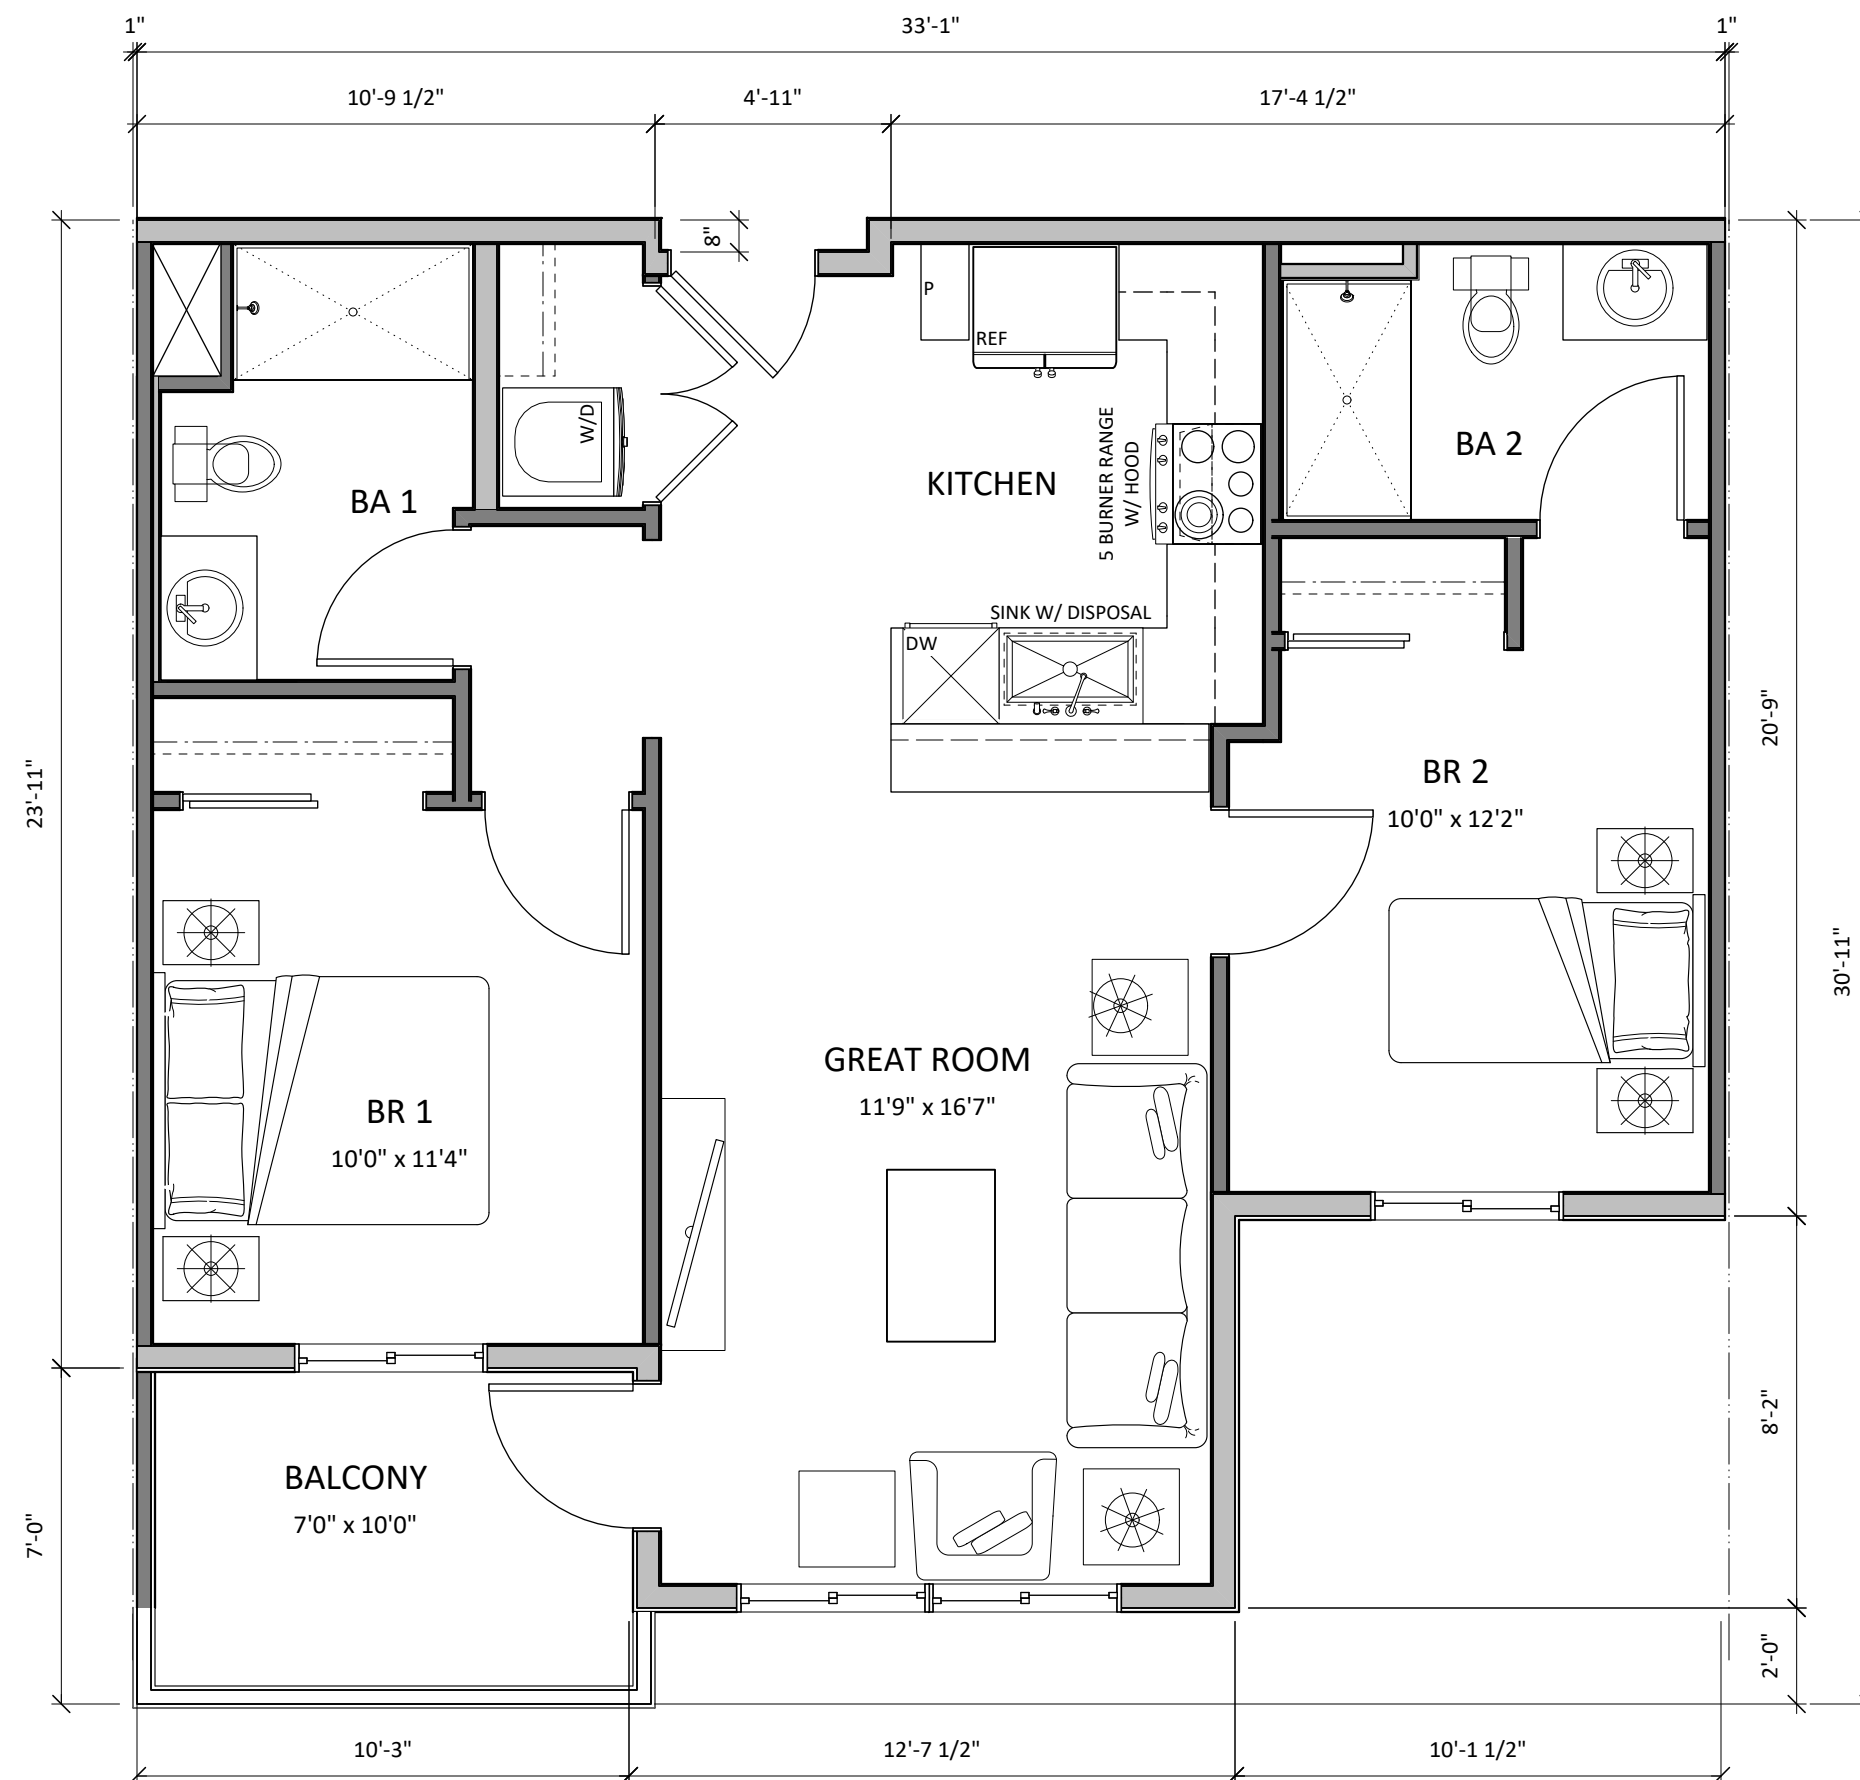 1"
33'-1"
1"
10'-9 1/2"
4'-11"
17'-4 1/2"
8"
P
REF
W/D
5 BURNER RANGE
W/ HOOD
BA 2
KITCHEN
BA 1
SINK W/ DISPOSAL
DW
20'-9"
23'-11"
BR 2
10'0" x 12'2"
30'-11"
GREAT ROOM
11'9" x 16'7"
BR 1
10'0" x 11'4"
8'-2"
BALCONY
7'0" x 10'0"
7'-0"
2'-0"
10'-3"
12'-7 1/2"
10'-1 1/2"